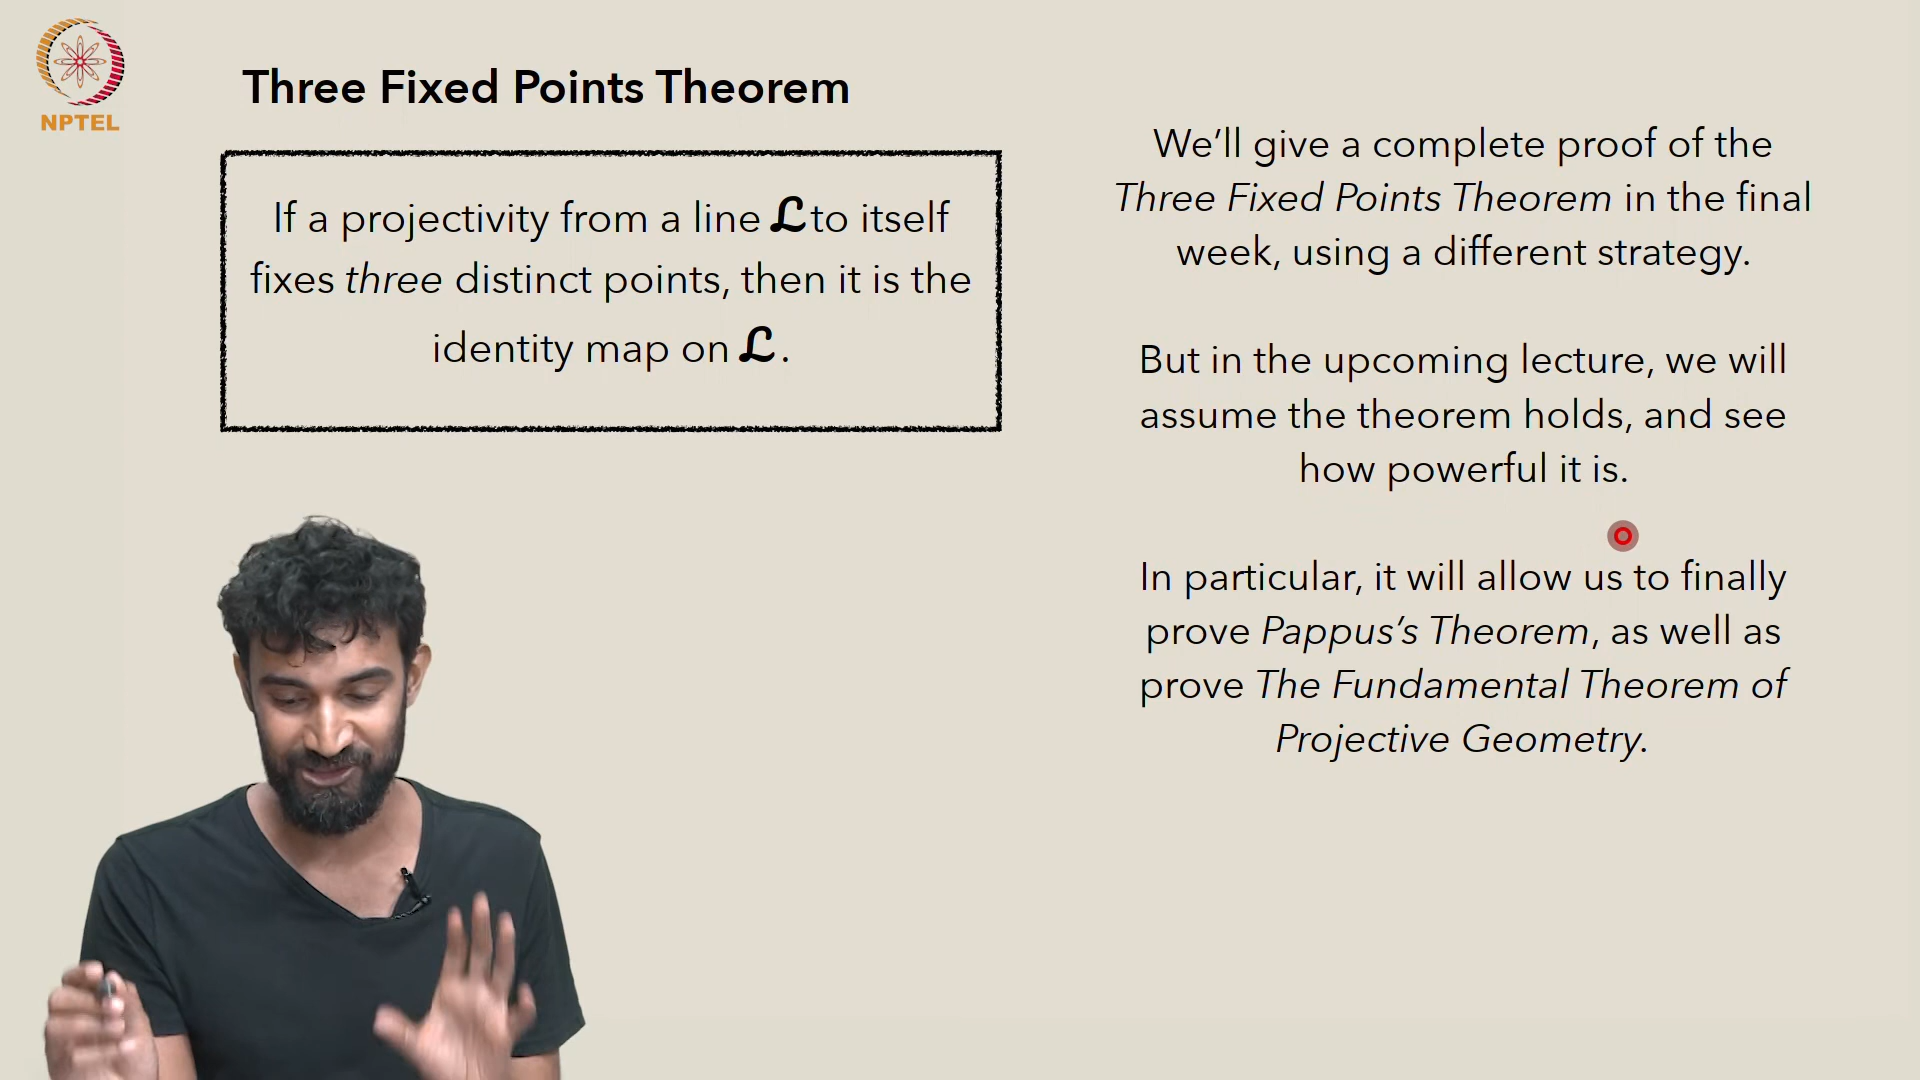 NPTEL
Three Fixed Points Theorem
If a projectivity from a line ℒ to itself
fixes three distinct points, then it is the
identity map on ℒ.
We’ll give a complete proof of the
Three Fixed Points Theorem in the final
week, using a different strategy.
But in the upcoming lecture, we will
assume the theorem holds, and see
how powerful it is.
In particular, it will allow us to finally
prove Pappus’s Theorem, as well as
prove The Fundamental Theorem of
Projective Geometry.